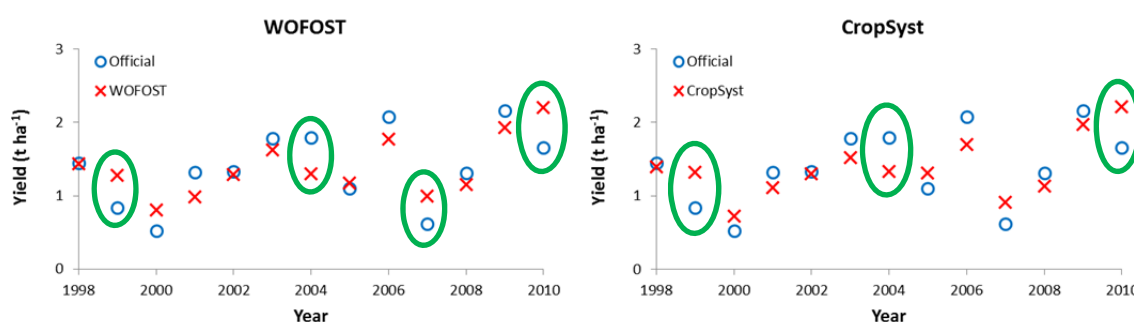 WOFOST
3
2
1
0
Yield (t ha⁻¹)
Official
WOFOST
1998 2000 2002 2004 2006 2008 2010
Year
CropSyst
3
2
1
0
Yield (t ha⁻¹)
Official
CropSyst
1998 2000 2002 2004 2006 2008 2010
Year